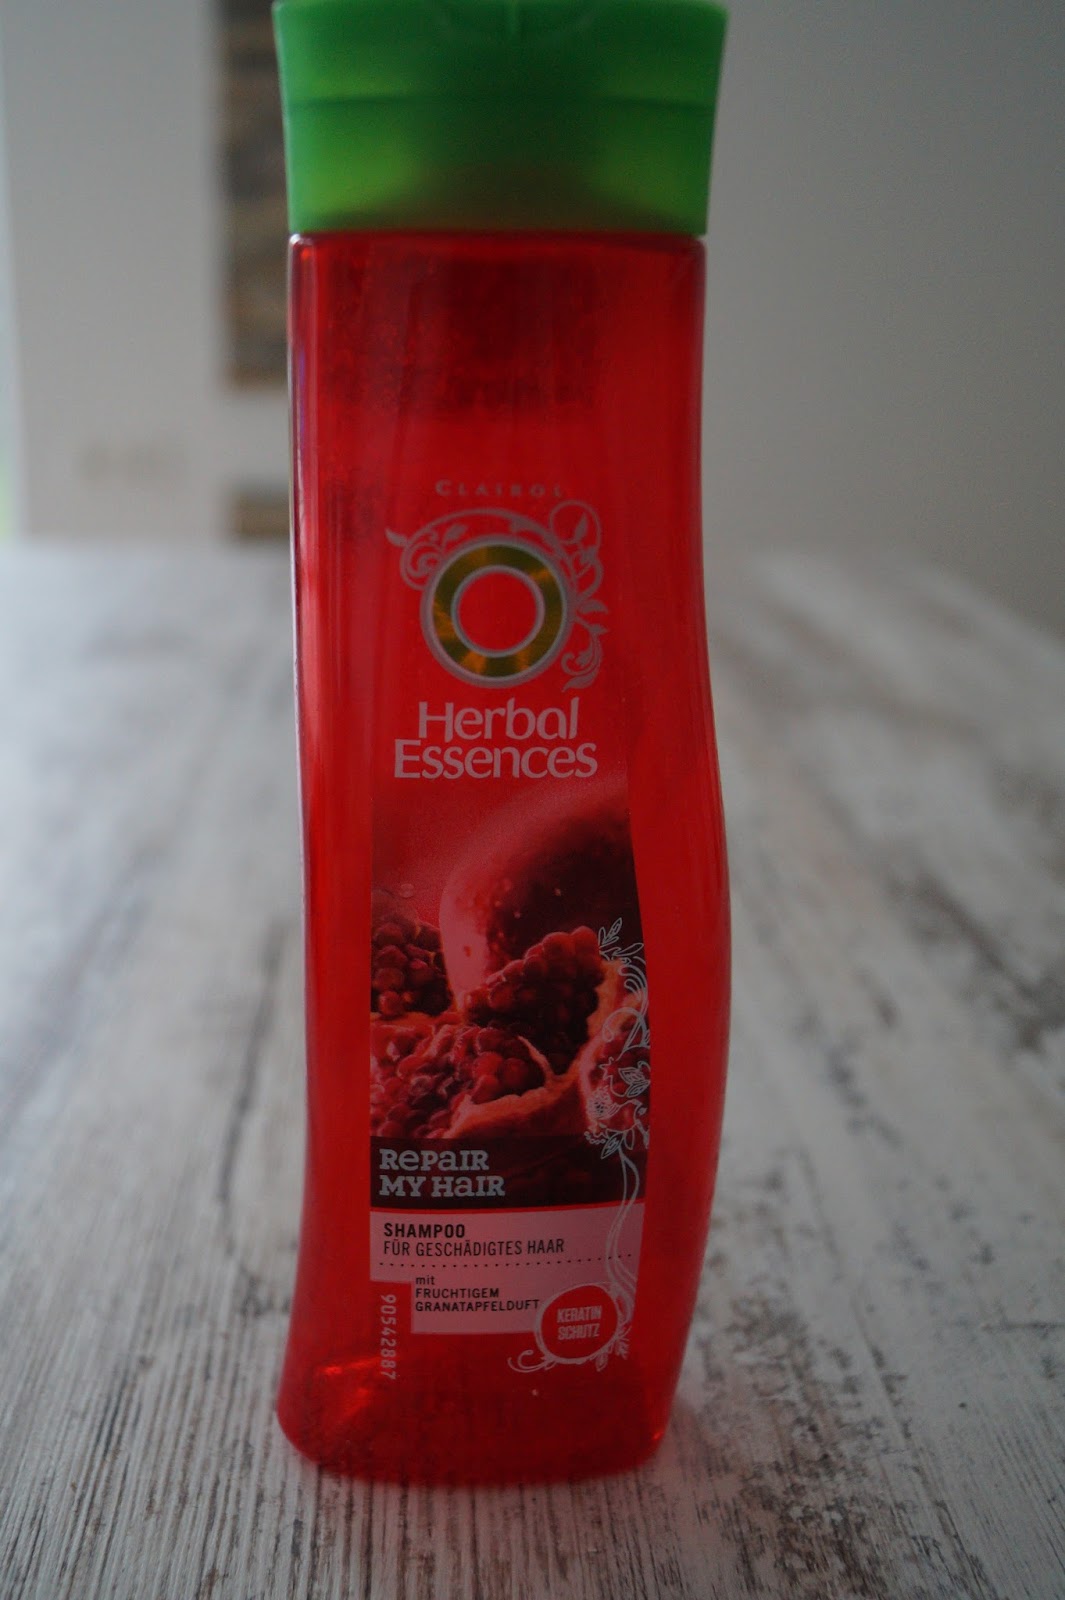 CLAIROL
Herbal
Essences
Repair
my Hair
SHAMPOO
FÜR GESCHÄDIGTES HAAR
mit
FRUCHTIGEM
GRANATAPFELDUFT
KERATIN
SCHUTZ
90542887